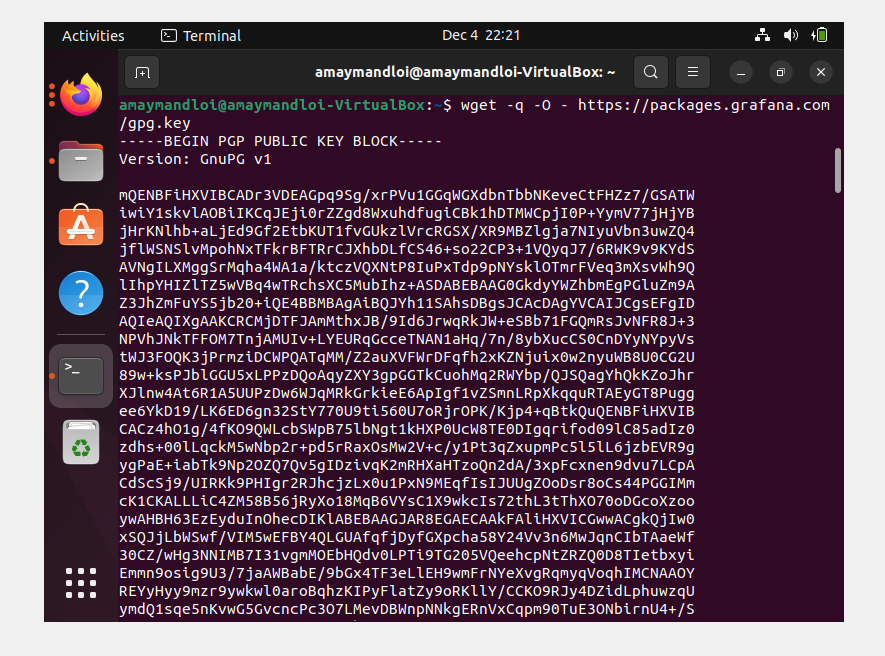 Activities
Terminal
Dec 4 22:21
amaymandloi@amaymandloi-VirtualBox: ~
amaymandloi@amaymandloi-VirtualBox:~$ wget -q -O - https://packages.grafana.com
/gpg.key
-----BEGIN PGP PUBLIC KEY BLOCK-----
Version: GnuPG v1
mQENBFiHXVIBCADr3VDEAGpq9Sg/xrPVu1GGqWGXdbnTbbNKeveCtFHZz7/GSATW
iwiY1skvlAOBiIKCqJEji0rZZgd8WxuhdfugiCBk1hDTMWCpjI0P+YymV77jHjYB
jHrKNlhb+aLjEd9Gf2EtbKUT1fvGUkzlVrcRGSX/XR9MBZlgja7NIyuVbn3uwZQ4
jflWSNSlvMpohNxTFkrBFTRrCJXhbDLfCS46+so22CP3+1VQyqJ7/6RWK9v9KYdS
AVNgILXMggSrMqha4WA1a/ktczVQXNtP8IuPxTdp9pNYsklOTmrFVeq3mXsvWh9Q
lIhpYHIZlTZ5wVBq4wTRchsXC5MubIhz+ASDABEBAAG0GkdyYWZhbmEgPGluZm9A
Z3JhZmFuYS5jb20+iQE4BBMBAgAiBQJYh11SAhsDBgsJCAcDAgYVCAIJCgsEFgID
AQIeAQIXgAAKCRCMjDTFJAmMthxJB/9Id6JrwqRkJW+eSBb71FGQmRsJvNFR8J+3
NPVhJNkTFFOM7TnjAMUIv+LYEURqGcceTNAN1aHq/7n/8ybXucCS0CnDYyNYpyVs
tWJ3FOQK3jPrmziDCWPQATqMM/Z2auXVFWrDFqfh2xKZNjuix0w2nyuWB8U0CG2U
89w+ksPJblGGU5xLPPzDQoAqyZXY3gpGGTkCuohMq2RWYbp/QJSQagYhQkKZoJhr
XJlnw4At6R1A5UUPzDw6WJqMRkGrkieE6ApIgf1vZSmnLRpXkqquRTAEyGT8Pugg
ee6YkD19/LK6ED6gn32StY770U9ti560U7oRjrOPK/Kjp4+qBtkQuQENBFiHXVIB
CACz4hO1g/4fKO9QWLcbSWpB75lbNgt1kHXP0UcW8TE0DIgqrifod09lC85adIz0
zdhs+00lLqckM5wNbp2r+pd5rRaxOsMw2V+c/y1Pt3qZxupmPc5l5lL6jzbEVR9g
ygPaE+iabTk9Np2OZQ7Qv5gIDzivqK2mRHXaHTzoQn2dA/3xpFcxnen9dvu7LCpA
CdScSj9/UIRKk9PHIgr2RJhcjzLx0u1PxN9MEqfIsIJUUgZOoDsr8oCs44PGGIMm
cK1CKALLLiC4ZM58B56jRyXo18MqB6VYsC1X9wkcIs72thL3tThXO70oDGcoXzoo
ywAHBH63EzEyduInOhecDIKlABEBAAGJAR8EGAECAAkFAliHXVICGwwACgkQjIw0
xSQJjLbWSwf/VIM5wEFBY4QLGUAfqfjDyfGXpcha58Y24Vv3n6MwJqnCIbTAaeWf
30CZ/wHg3NNIMB7I31vgmMOEbHQdv0LPTi9TG205VQeehcpNtZRZQ0D8TIetbxyi
Emmn9osig9U3/7jaAWBabE/9bGx4TF3eLlEH9wmFrNYeXvgRqmyqVoqhIMCNAAOY
REYyHyy9mzr9ywkwl0aroBqhzKIPyFlatZy9oRKllY/CCKO9RJy4DZidLphuwzqU
ymdQ1sqe5nKvwG5GvcncPc3O7LMevDBWnpNNkgERnVxCqpm90TuE3ONbirnU4+/S